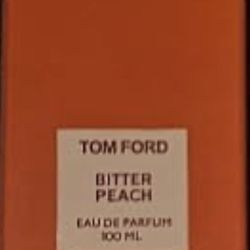 TOM FORD
BITTER
PEACH
EAU DE PARFUM
100 ML